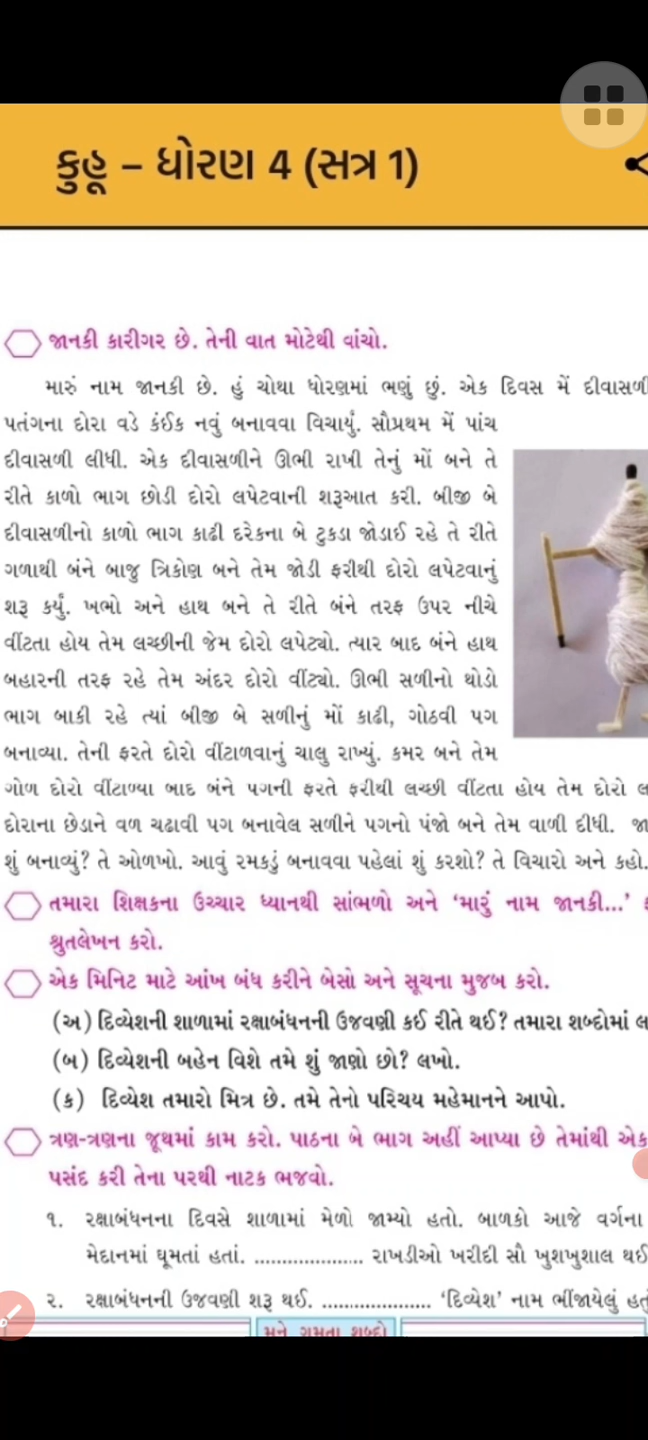 કુહૂ – ધોરણ 4 (સત્ર 1)
જાનકી કારીગર છે. તેની વાત મોટેથી વાંચો.
મારું નામ જાનકી છે. હું ચોથા ધોરણમાં ભણું છું. એક દિવસ મેં દીવાસળી
પતંગના દોરા વડે કંઈક નવું બનાવવા વિચાર્યું. સૌપ્રથમ મેં પાંચ
દીવાસળી લીધી. એક દીવાસળીને ઊભી રાખી તેનું મોં બને તે
રીતે કાળો ભાગ છોડી દોરો લપેટવાની શરૂઆત કરી. બીજી બે
દીવાસળીનો કાળો ભાગ કાઢી દરેકના બે ટુકડા જોડાઈ રહે તે રીતે
ગળાથી બંને બાજુ ત્રિકોણ બને તેમ જોડી ફરીથી દોરો લપેટવાનું
શરૂ કર્યું. ખભો અને હાથ બને તે રીતે બંને તરફ ઉપર નીચે
વીંટતા હોય તેમ લચ્છીની જેમ દોરો લપેટ્યો. ત્યાર બાદ બંને હાથ
બહારની તરફ રહે તેમ અંદર દોરો વીંટ્યો. ઊભી સળીનો થોડો
ભાગ બાકી રહે ત્યાં બીજી બે સળીનું મોં કાઢી, ગોઠવી પગ
બનાવ્યા. તેની ફરતે દોરો વીંટાળવાનું ચાલુ રાખ્યું. કમર બને તેમ
ગોળ દોરો વીંટાળ્યા બાદ બંને પગની ફરતે ફરીથી લચ્છી વીંટતા હોય તેમ દોરો લ
દોરાના છેડાને વળ ચઢાવી પગ બનાવેલ સળીને પગનો પંજો બને તેમ વાળી દીધી. જા
શું બનાવ્યું? તે ઓળખો. આવું રમકડું બનાવવા પહેલાં શું કરશો? તે વિચારો અને કહો.
તમારા શિક્ષકના ઉચ્ચાર ધ્યાનથી સાંભળો અને ‘મારું નામ જાનકી...’
શ્રુતલેખન કરો.
એક મિનિટ માટે આંખ બંધ કરીને બેસો અને સૂચના મુજબ કરો.
(અ) દિવ્યેશની શાળામાં રક્ષાબંધનની ઉજવણી કઈ રીતે થઈ? તમારા શબ્દોમાં લ
(બ) દિવ્યેશની બહેન વિશે તમે શું જાણો છો? લખો.
(ક) દિવ્યેશ તમારો મિત્ર છે. તમે તેનો પરિચય મહેમાનને આપો.
ત્રણ-ત્રણના જૂથમાં કામ કરો. પાઠના બે ભાગ અહીં આપ્યા છે તેમાંથી એક
પસંદ કરી તેના પરથી નાટક ભજવો.
૧. રક્ષાબંધનના દિવસે શાળામાં મેળો જામ્યો હતો. બાળકો આજે વર્ગના
મેદાનમાં ઘૂમતાં હતાં. .................... રાખડીઓ ખરીદી સૌ ખુશખુશાલ થઈ
૨. રક્ષાબંધનની ઉજવણી શરૂ થઈ. .................... ‘દિવ્યેશ’ નામ ભીંજાયેલું હતું
મને ગમતા શબ્દો